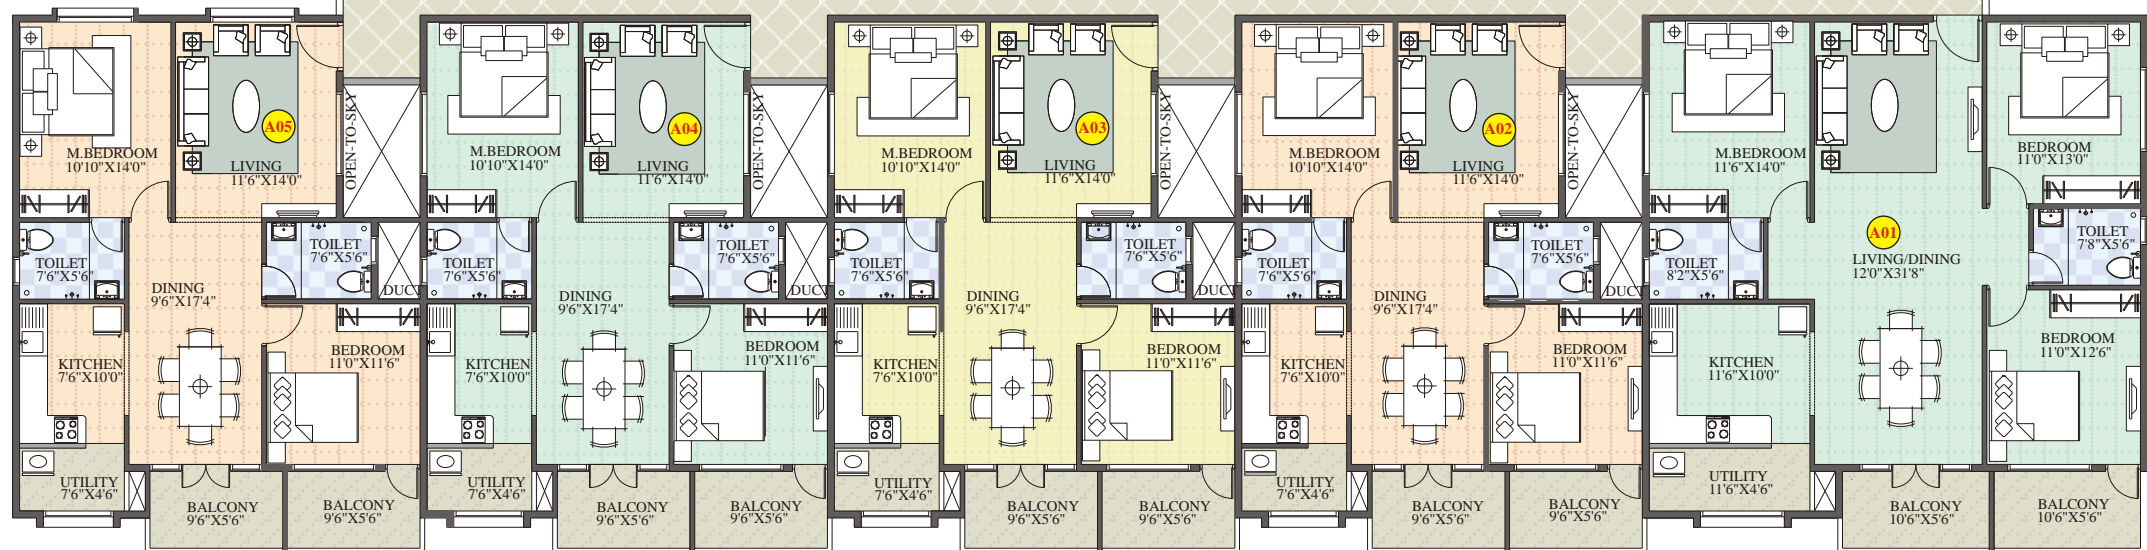 A05
M.BEDROOM
10'10"X14'0"
LIVING
11'6"X14'0"
OPEN-TO-SKY
TOILET
7'6"X5'6"
TOILET
7'6"X5'6"
DUCT
DINING
9'6"X17'4"
KITCHEN
7'6"X10'0"
BEDROOM
11'0"X11'6"
UTILITY
7'6"X4'6"
BALCONY
9'6"X5'6"
BALCONY
9'6"X5'6"
A04
M.BEDROOM
10'10"X14'0"
LIVING
11'6"X14'0"
OPEN-TO-SKY
TOILET
7'6"X5'6"
TOILET
7'6"X5'6"
DUCT
DINING
9'6"X17'4"
KITCHEN
7'6"X10'0"
BEDROOM
11'0"X11'6"
UTILITY
7'6"X4'6"
BALCONY
9'6"X5'6"
BALCONY
9'6"X5'6"
A03
M.BEDROOM
10'10"X14'0"
LIVING
11'6"X14'0"
OPEN-TO-SKY
TOILET
7'6"X5'6"
TOILET
7'6"X5'6"
DUCT
DINING
9'6"X17'4"
KITCHEN
7'6"X10'0"
BEDROOM
11'0"X11'6"
UTILITY
7'6"X4'6"
BALCONY
9'6"X5'6"
BALCONY
9'6"X5'6"
A02
M.BEDROOM
10'10"X14'0"
LIVING
11'6"X14'0"
OPEN-TO-SKY
TOILET
7'6"X5'6"
TOILET
7'6"X5'6"
DUCT
DINING
9'6"X17'4"
KITCHEN
7'6"X10'0"
BEDROOM
11'0"X11'6"
UTILITY
7'6"X4'6"
BALCONY
9'6"X5'6"
BALCONY
9'6"X5'6"
M.BEDROOM
11'6"X14'0"
BEDROOM
11'0"X13'0"
A01
LIVING/DINING
12'0"X31'8"
TOILET
7'8"X5'6"
TOILET
8'2"X5'6"
KITCHEN
11'6"X10'0"
BEDROOM
11'0"X12'6"
UTILITY
11'6"X4'6"
BALCONY
10'6"X5'6"
BALCONY
10'6"X5'6"